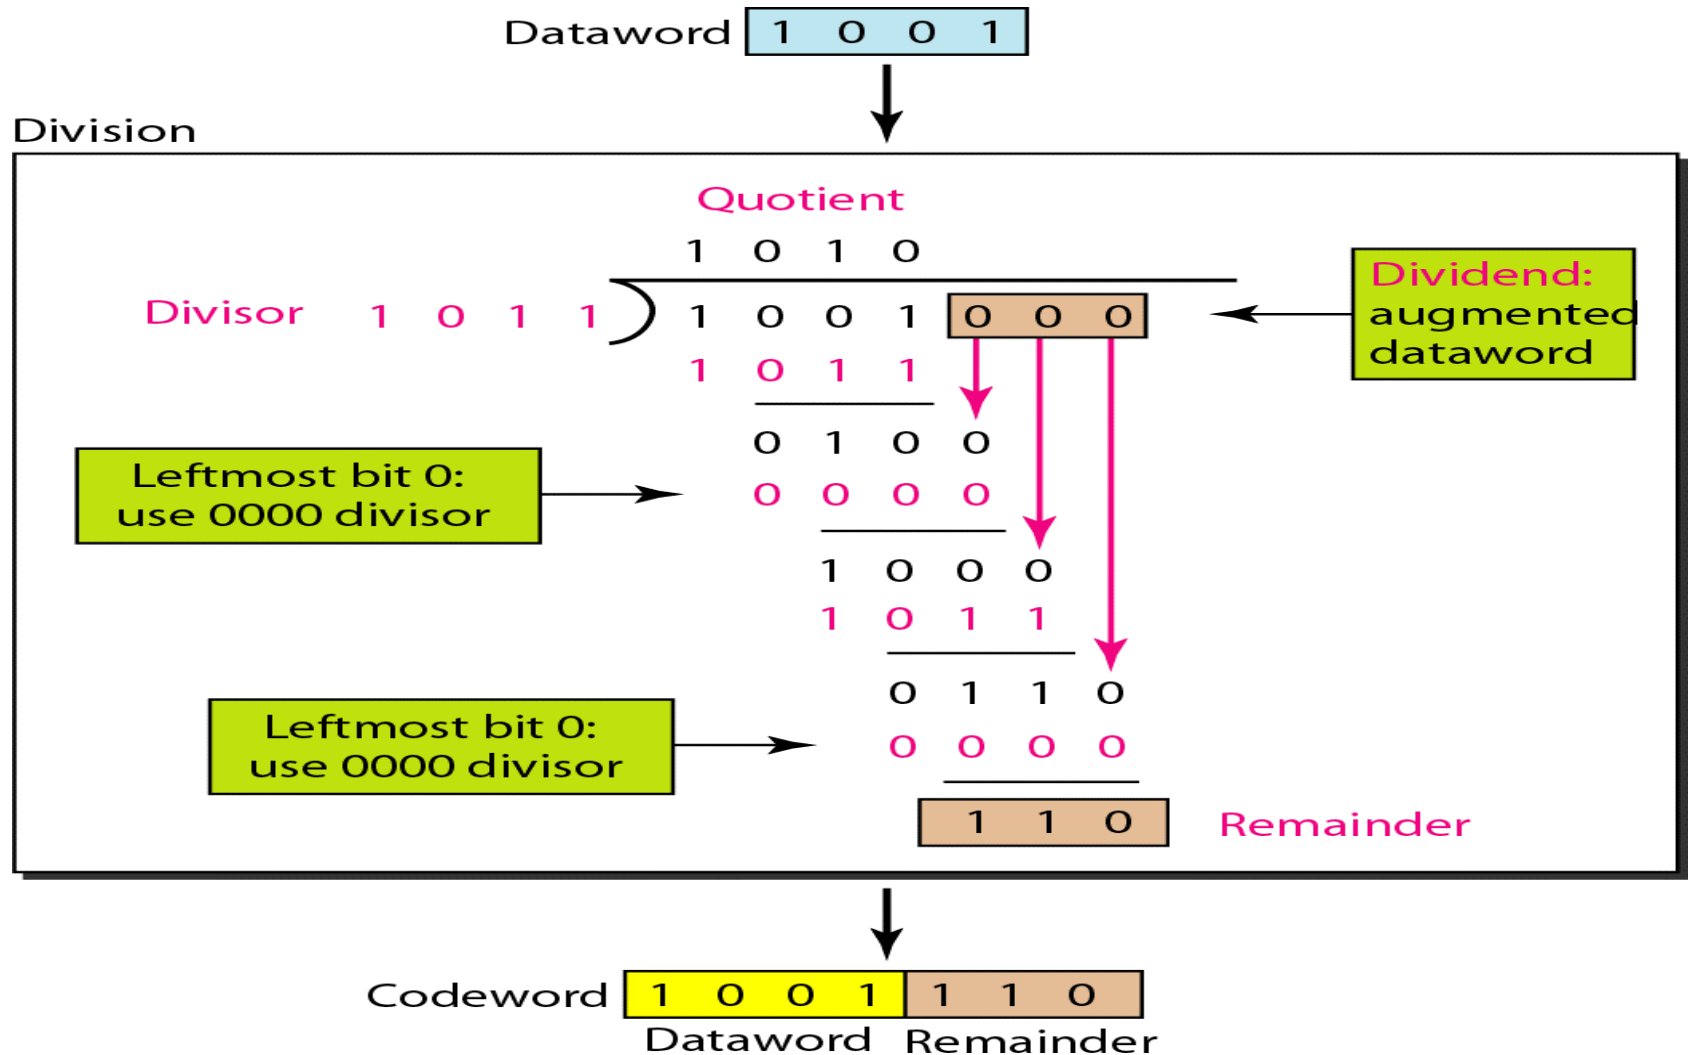 Dataword 1 0 0 1
Division
Quotient
1 0 1 0
Divisor 1 0 1 1 1 0 0 1 0 0 0
Dividend:
augmented
dataword
1 0 1 1
0 1 0 0
Leftmost bit 0:
use 0000 divisor
0 0 0 0
1 0 0 0
1 0 1 1
0 1 1 0
Leftmost bit 0:
use 0000 divisor
0 0 0 0
1 1 0 Remainder
Codeword 1 0 0 1 1 1 0
Dataword Remainder